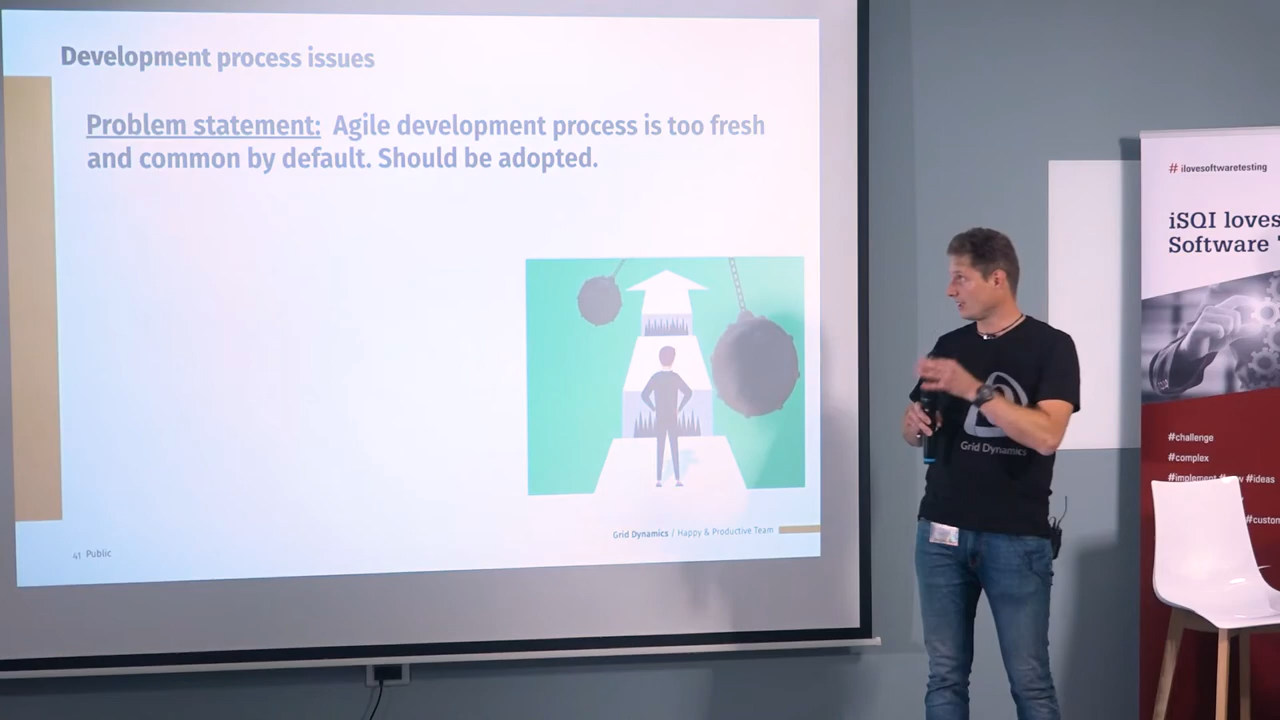 Development process issues
Problem statement: Agile development process is too fresh
and common by default. Should be adopted.
Grid Dynamics / Happy & Productive Team
41 Public
Grid Dynamics
# ilovesoftwaretesting
iSQI loves
Software
#challenge
#complex
#implement #ideas